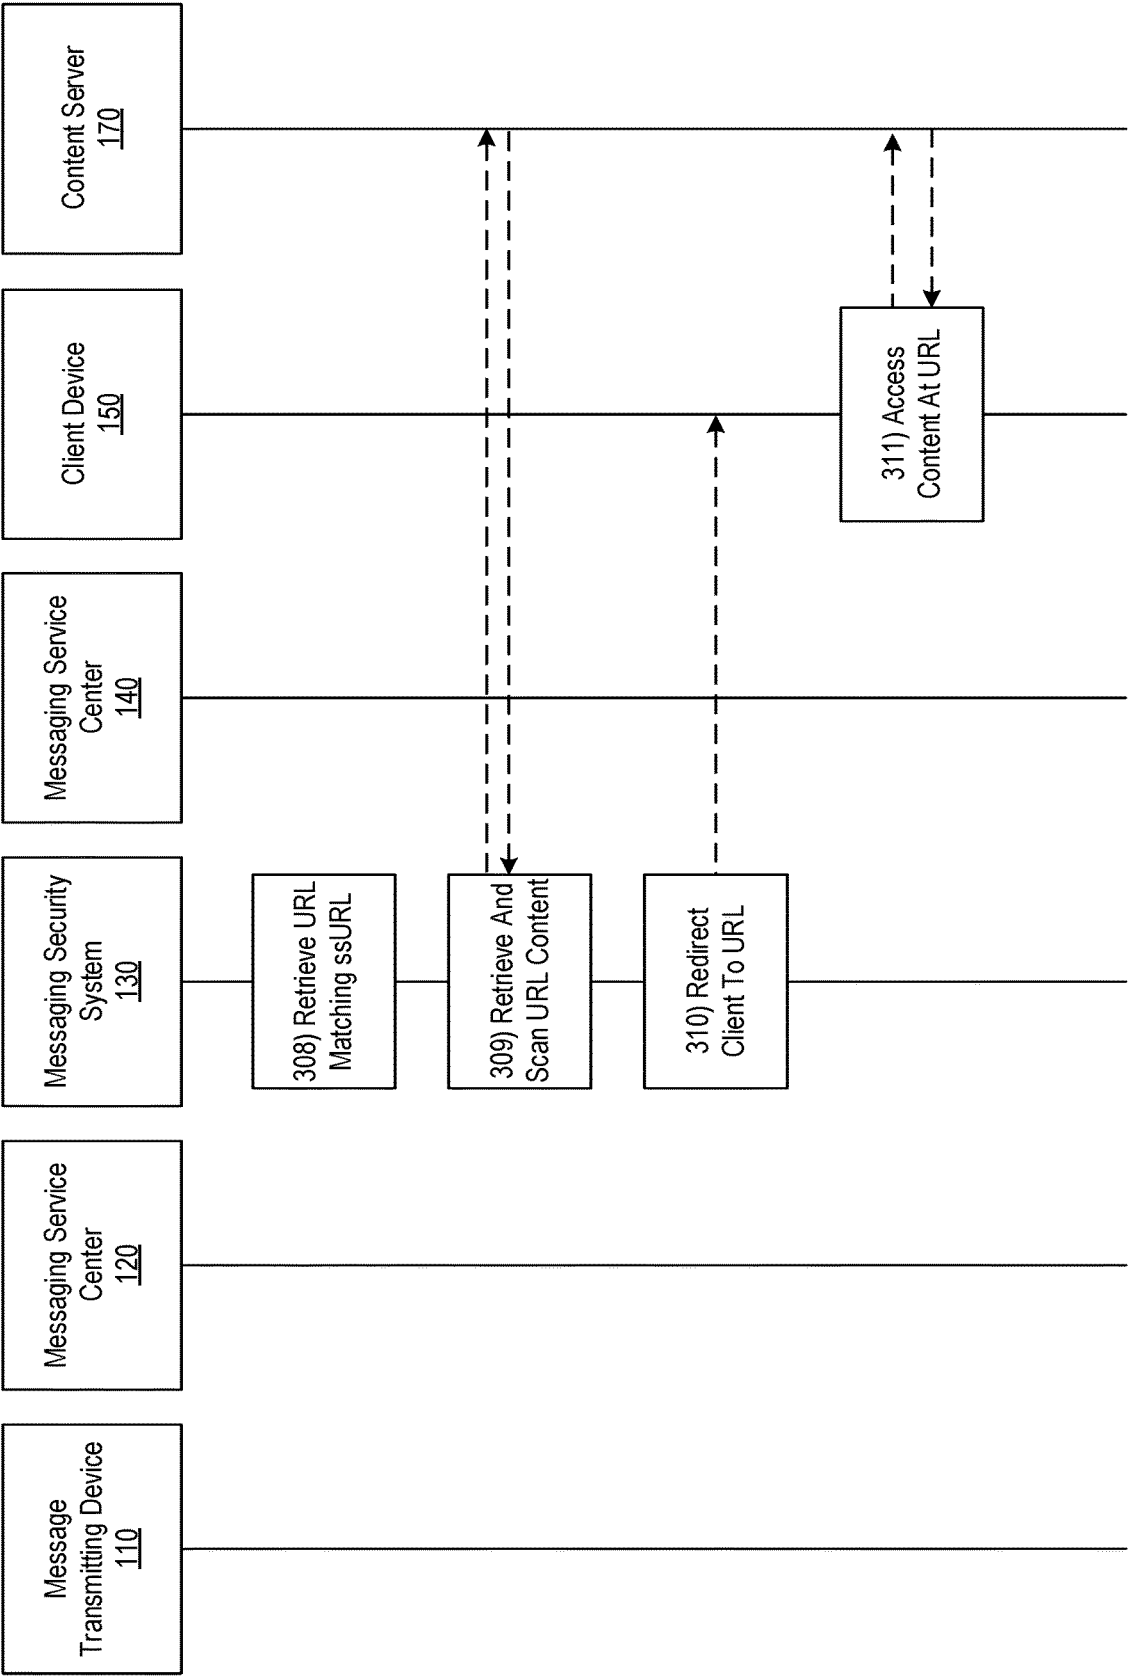 Message
Transmitting Device
110
Messaging Service
Center
120
Messaging Security
System
130
Messaging Service
Center
140
Client Device
150
Content Server
170
308) Retrieve URL
Matching ssURL
309) Retrieve And
Scan URL Content
310) Redirect
Client To URL
311) Access
Content At URL